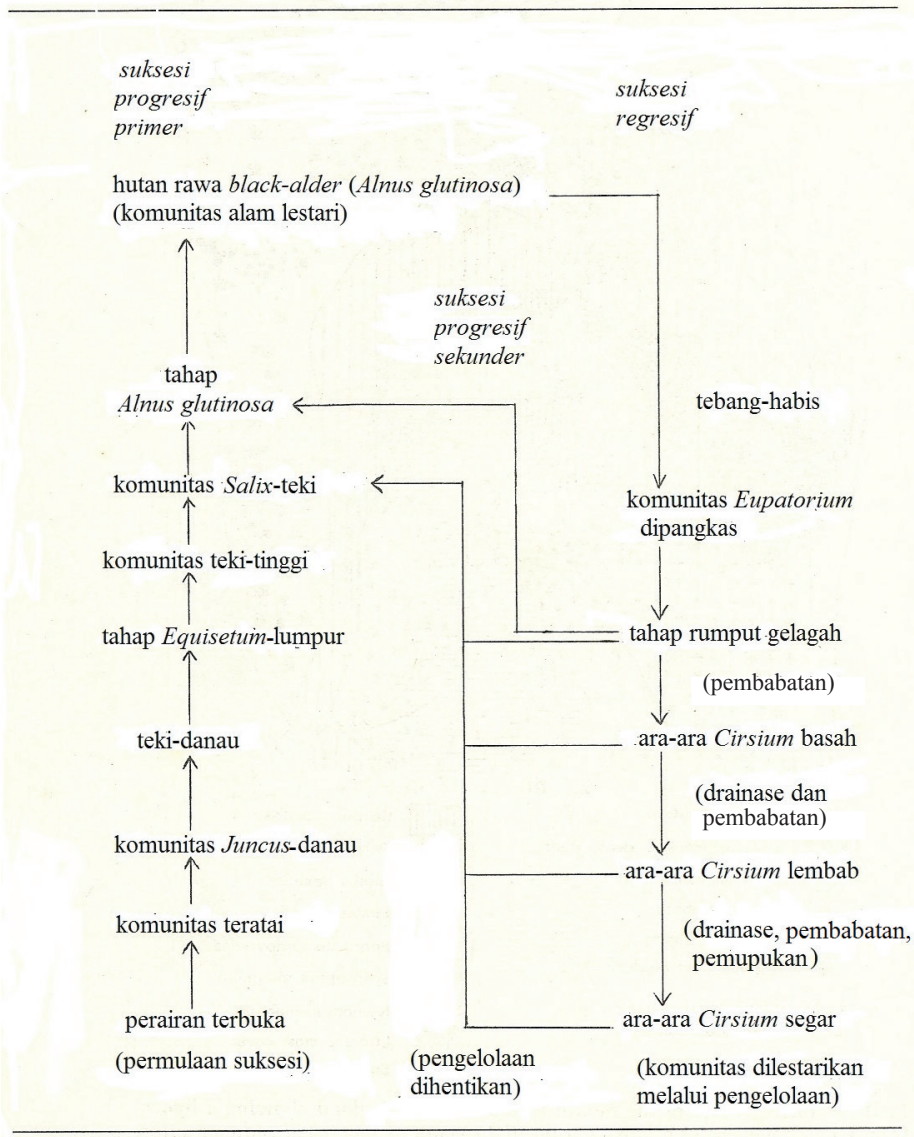 suksesi
progresif
primer
suksesi
regresif
hutan rawa black-alder (Alnus glutinosa)
(komunitas alam lestari)
suksesi
progresif
sekunder
tahap
Alnus glutinosa
tebang-habis
komunitas Salix-teki
komunitas Eupatorium
dipangkas
komunitas teki-tinggi
tahap Equisetum-lumpur
tahap rumput gelagah
(pembabatan)
teki-danau
ara-ara Cirsium basah
(drainase dan
pembabatan)
komunitas Juncus-danau
ara-ara Cirsium lembab
komunitas teratai
(drainase, pembabatan,
pemupukan)
perairan terbuka
(permulaan suksesi)
ara-ara Cirsium segar
(pengelolaan
dihentikan)
(komunitas dilestarikan
melalui pengelolaan)